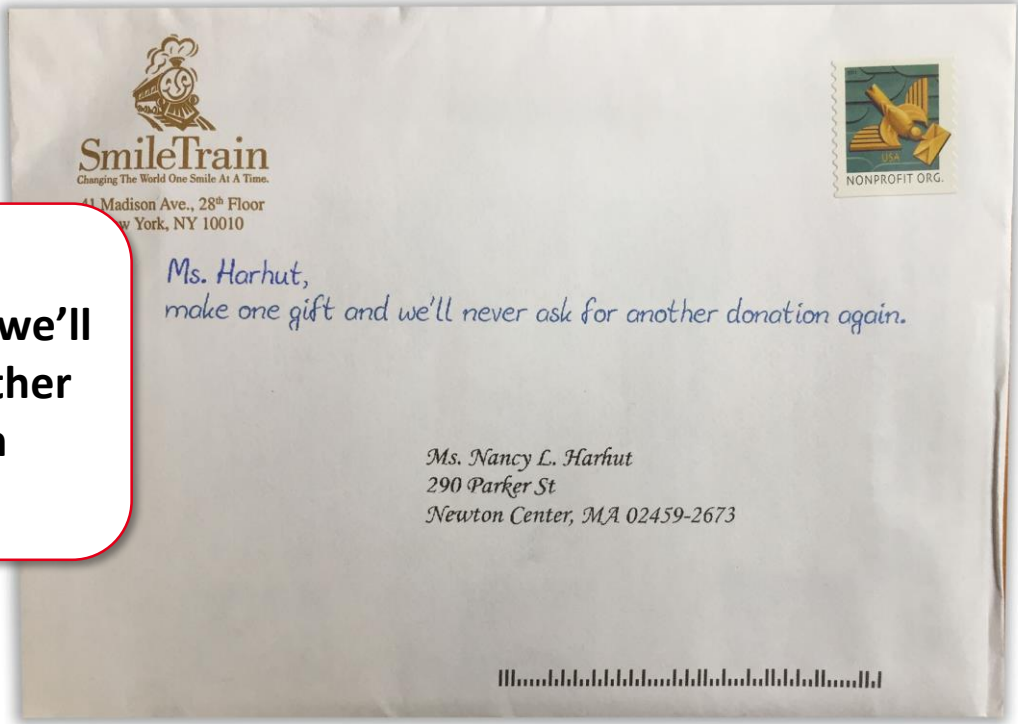 SmileTrain
Changing The World One Smile At A Time.
Madison Ave., 28th Floor
York, NY 10010
USA
NONPROFIT ORG.
we'll
Ms. Harhut,
make one gift and we'll never ask for another donation again.
Ms. Nancy L. Harhut
290 Parker St
Newton Center, MA 02459-2673